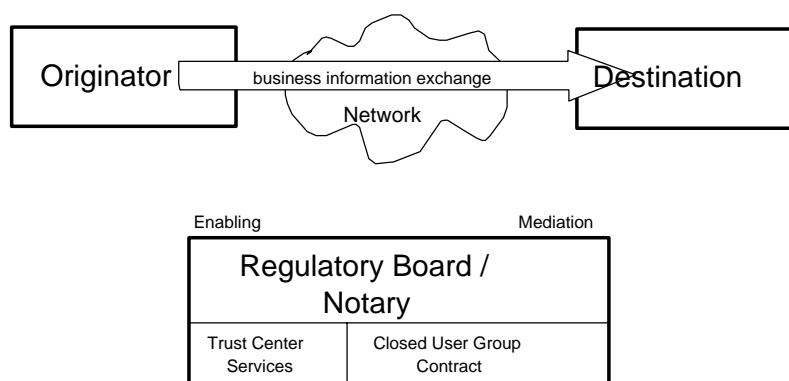 Originator
business information exchange
Destination
Network
Enabling
Mediation
Regulatory Board /
Notary
Trust Center
Services
Closed User Group
Contract